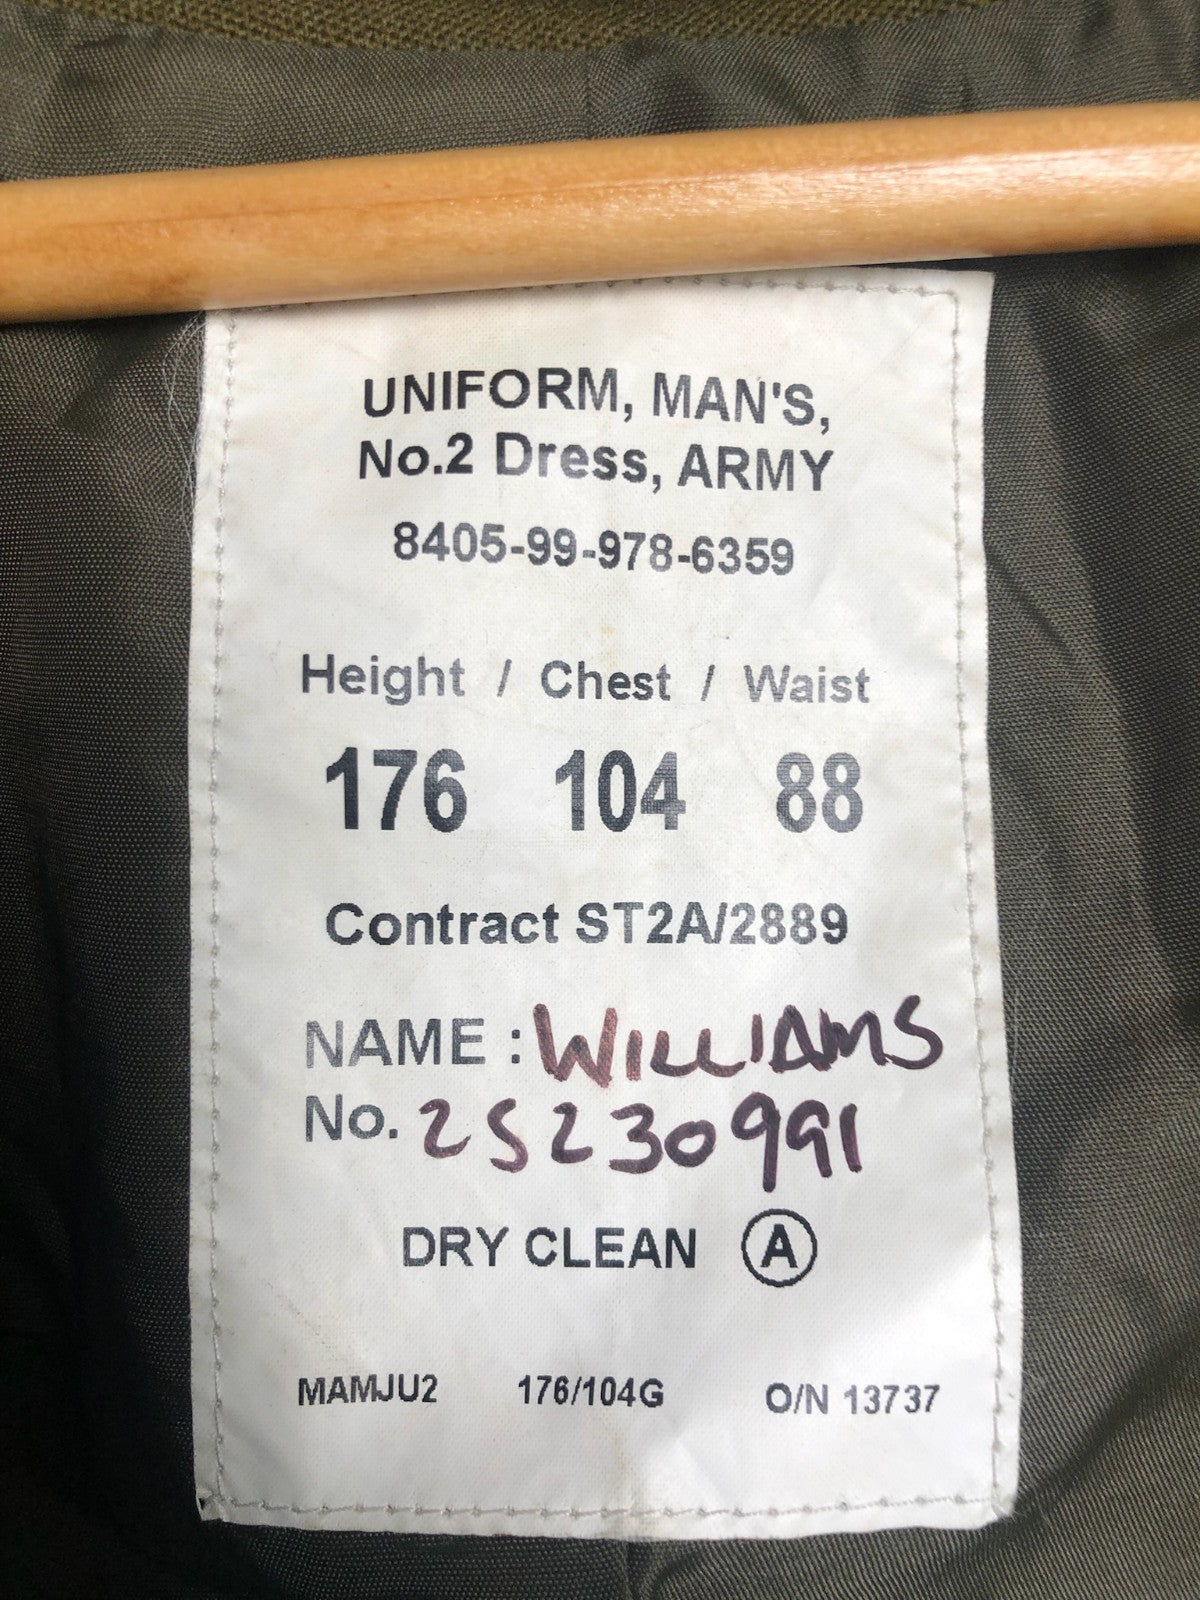 UNIFORM, MAN'S,
No.2 Dress, ARMY
8405-99-978-6359
Height / Chest / Waist
176 104 88
Contract ST2A/2889
NAME : WILLIAMS
No. 25230991
DRY CLEAN Ⓐ
MAMJU2 176/104G O/N 13737